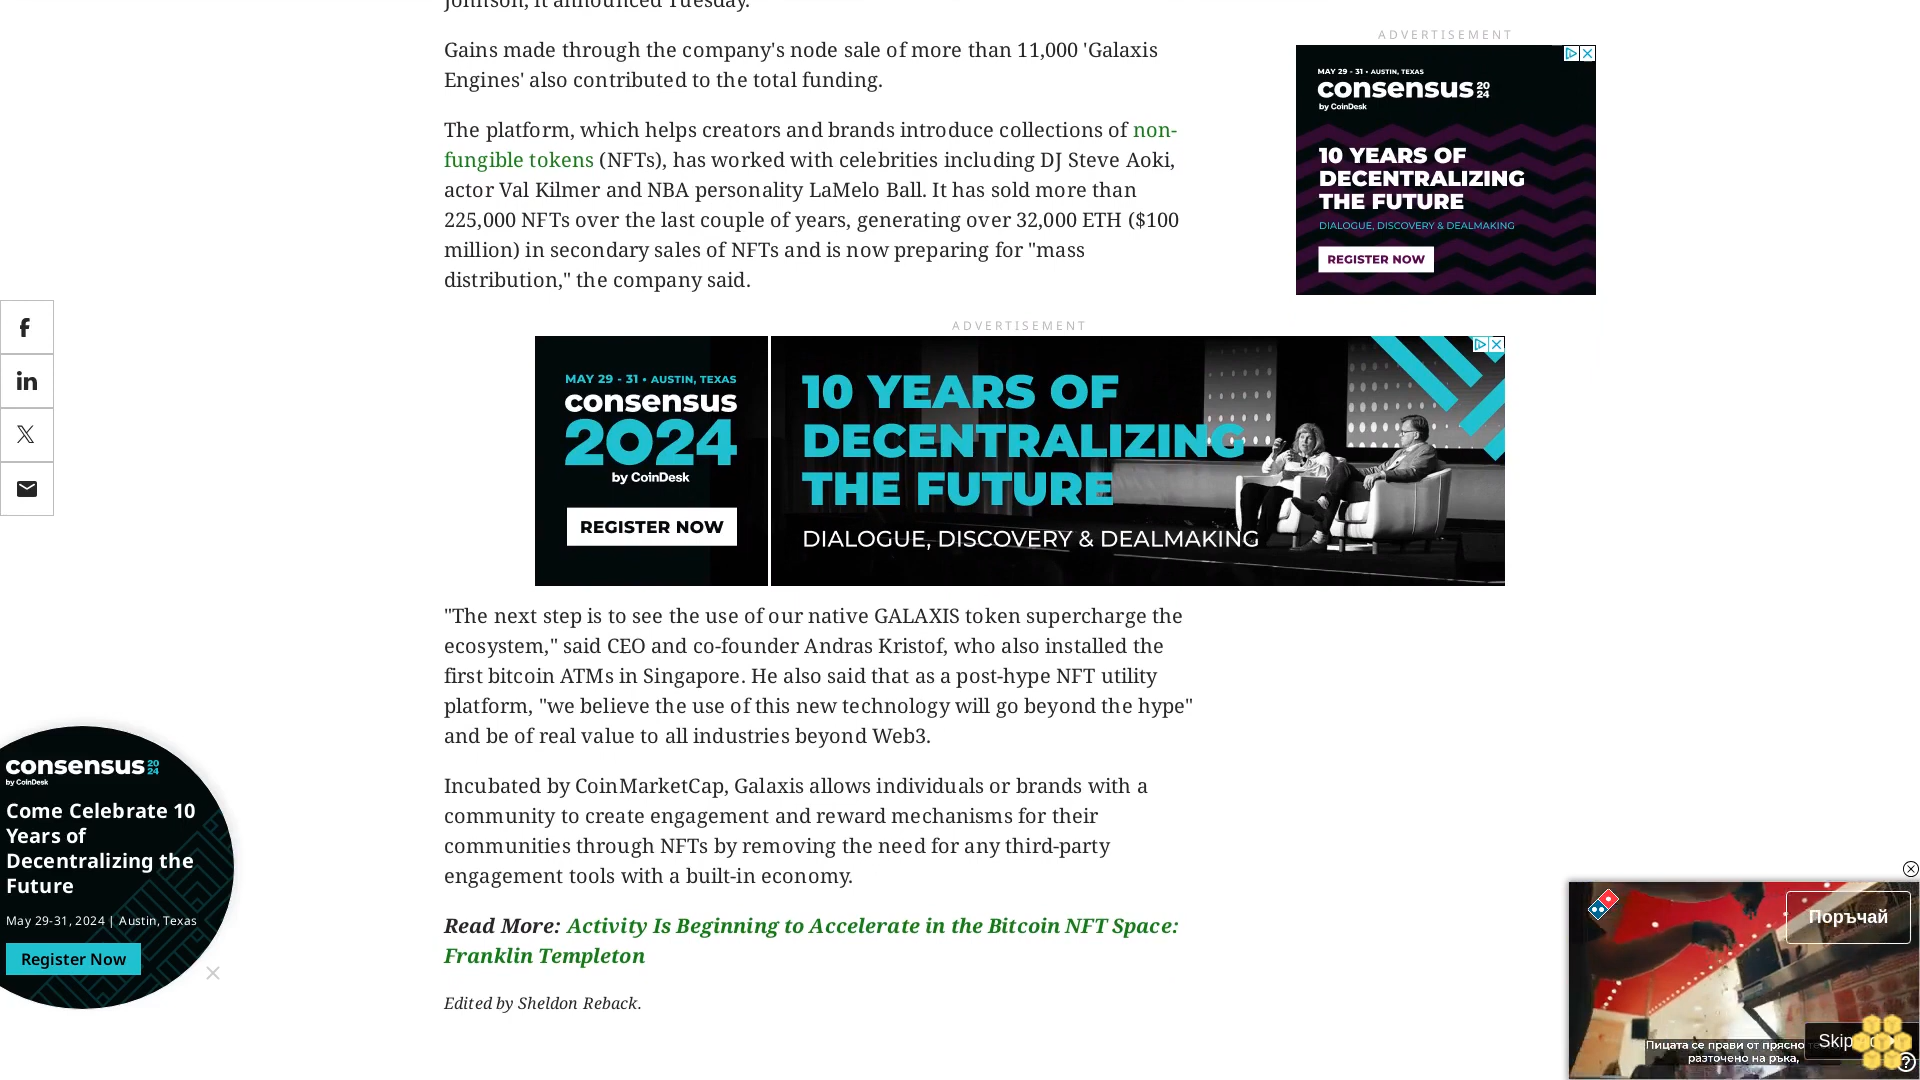 Johnson, it announced Tuesday.
Gains made through the company's node sale of more than 11,000 'Galaxis
Engines' also contributed to the total funding.
The platform, which helps creators and brands introduce collections of non-
fungible tokens (NFTs), has worked with celebrities including DJ Steve Aoki,
actor Val Kilmer and NBA personality LaMelo Ball. It has sold more than
225,000 NFTs over the last couple of years, generating over 32,000 ETH ($100
million) in secondary sales of NFTs and is now preparing for "mass
distribution," the company said.
ADVERTISEMENT
MAY 29 - 31 • AUSTIN, TEXAS
consensus 2024
by CoinDesk
10 YEARS OF
DECENTRALIZING
THE FUTURE
DIALOGUE, DISCOVERY & DEALMAKING
REGISTER NOW
ADVERTISEMENT
MAY 29 - 31 • AUSTIN, TEXAS
consensus
2024
by CoinDesk
REGISTER NOW
10 YEARS OF
DECENTRALIZING
THE FUTURE
DIALOGUE, DISCOVERY & DEALMAKING
"The next step is to see the use of our native GALAXIS token supercharge the
ecosystem," said CEO and co-founder Andras Kristof, who also installed the
first bitcoin ATMs in Singapore. He also said that as a post-hype NFT utility
platform, "we believe the use of this new technology will go beyond the hype"
and be of real value to all industries beyond Web3.
Incubated by CoinMarketCap, Galaxis allows individuals or brands with a
community to create engagement and reward mechanisms for their
communities through NFTs by removing the need for any third-party
engagement tools with a built-in economy.
Read More: Activity Is Beginning to Accelerate in the Bitcoin NFT Space:
Franklin Templeton
Edited by Sheldon Reback.
consensus 2024
by CoinDesk
Come Celebrate 10
Years of
Decentralizing the
Future
May 29-31, 2024 | Austin, Texas
Register Now
Поръчай
Skip
Пицата се прави от прясно
разточено на ръка,